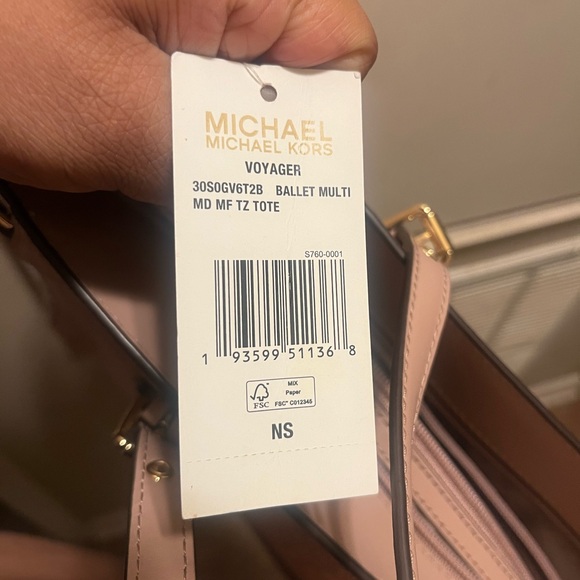 MICHAEL
MICHAEL KORS
VOYAGER
30S0GV6T2B BALLET MULTI
MD MF TZ TOTE
S760-0001
1 93599 51136 8
FSC
MIX
Paper
FSC® C012345
NS